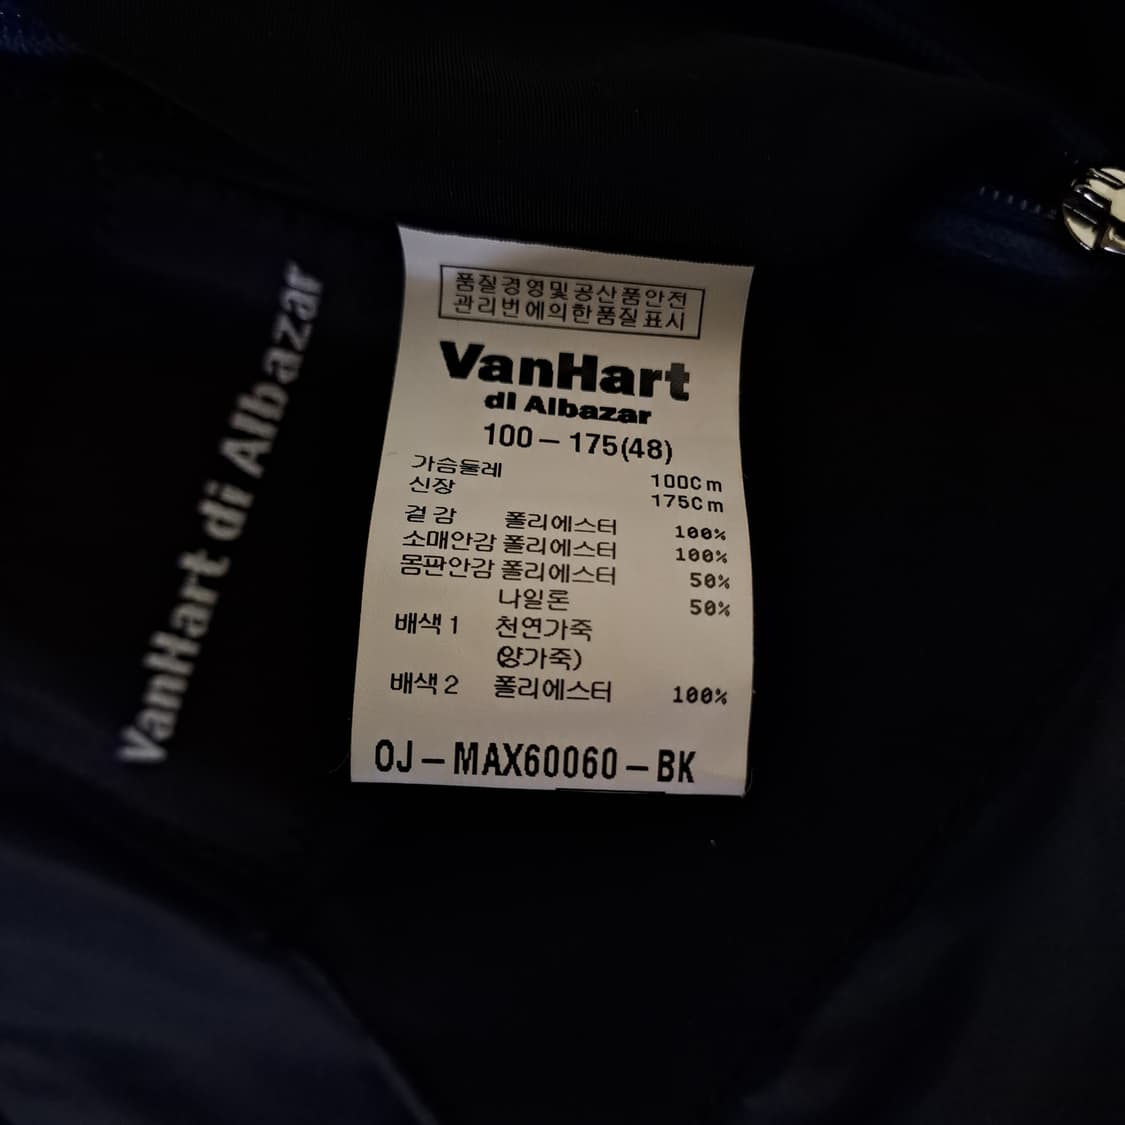 품질경영및공산품안전
관리번에의한품질표시
VanHart
di Albazar
100 - 175(48)
가슴둘레 100Cm
신장 175Cm
겉감 폴리에스터 100%
소매안감 폴리에스터 100%
몸판안감 폴리에스터 50%
나일론 50%
배색1 천연가죽
(양가죽)
배색2 폴리에스터 100%
OJ-MAX60060-BK
VanHart di Albazar